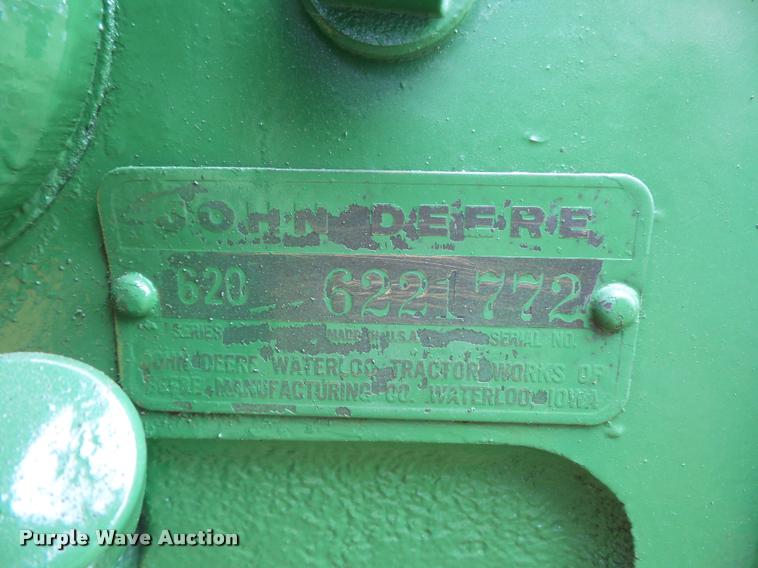 JOHN DEERE
620 6221772
SERIES MADE IN U.S.A. SERIAL NO.
JOHN DEERE WATERLOO TRACTOR WORKS OF
DEERE MANUFACTURING CO. WATERLOO, IOWA
Purple Wave Auction